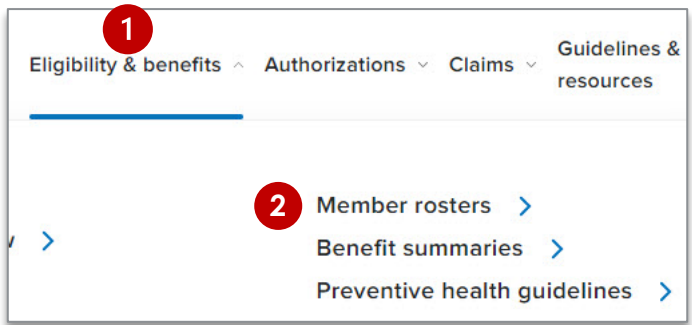 1
Eligibility & benefits
Authorizations
Claims
Guidelines &
resources
2
Member rosters
Benefit summaries
Preventive health guidelines